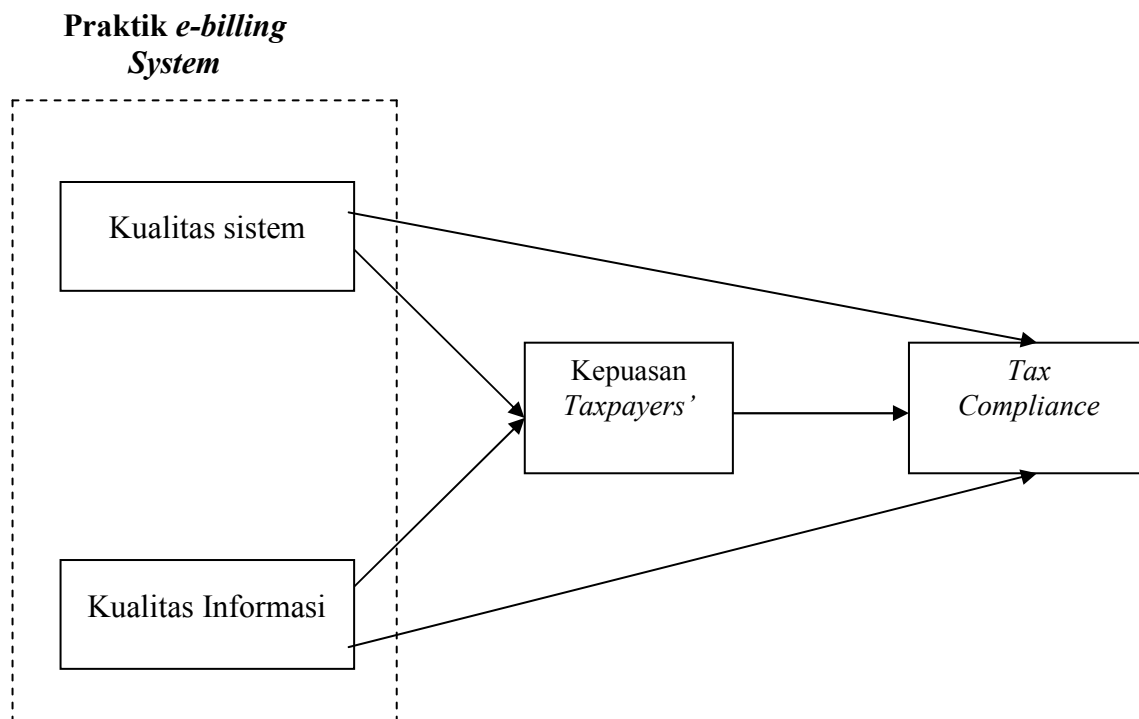 Praktik e-billing
System
Kualitas sistem
Kepuasan
Taxpayers’
Tax
Compliance
Kualitas Informasi